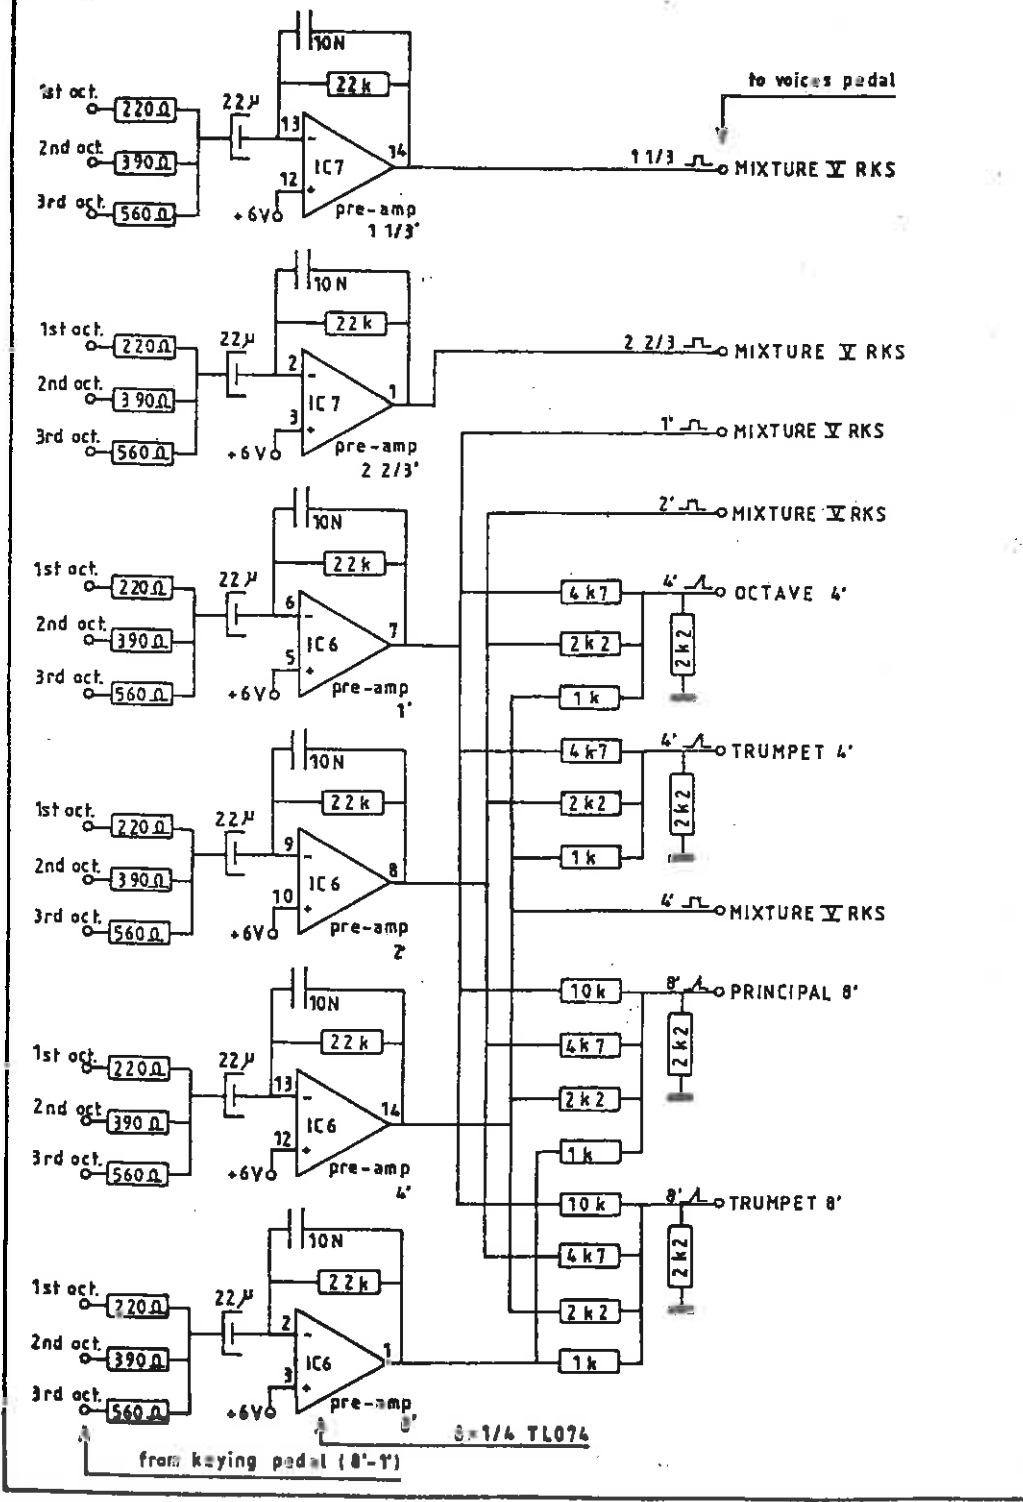 10N
22k
to voices pedal
1st oct.
220Ω
22µ
13
14
1 1/3
MIXTURE V RKS
2nd oct.
390Ω
IC7
12
3rd oct.
560Ω
+6V
pre-amp
1 1/3'
10N
22k
1st oct.
220Ω
22µ
2
1
2 2/3
MIXTURE V RKS
2nd oct.
390Ω
IC7
3
3rd oct.
560Ω
+6V
pre-amp
2 2/3'
1'
MIXTURE V RKS
10N
2'
MIXTURE V RKS
22k
1st oct.
220Ω
22µ
6
7
4k7
4'
OCTAVE 4'
2nd oct.
390Ω
IC6
5
2k2
2k2
3rd oct.
560Ω
+6V
pre-amp
1'
1k
10N
4k7
4'
TRUMPET 4'
22k
2k2
2k2
1st oct.
220Ω
22µ
9
8
1k
2nd oct.
390Ω
IC6
10
4'
MIXTURE V RKS
3rd oct.
560Ω
+6V
pre-amp
2'
10N
10k
8'
PRINCIPAL 8'
22k
4k7
2k2
1st oct.
220Ω
22µ
13
14
2k2
2nd oct.
390Ω
IC6
12
1k
3rd oct.
560Ω
+6V
pre-amp
4'
10k
8'
TRUMPET 8'
10N
4k7
2k2
22k
1st oct.
220Ω
22µ
2
1
2k2
2nd oct.
390Ω
IC6
3
1k
3rd oct.
560Ω
+6V
pre-amp
8'
=1/4 TL074
from keying pedal (8'-1')